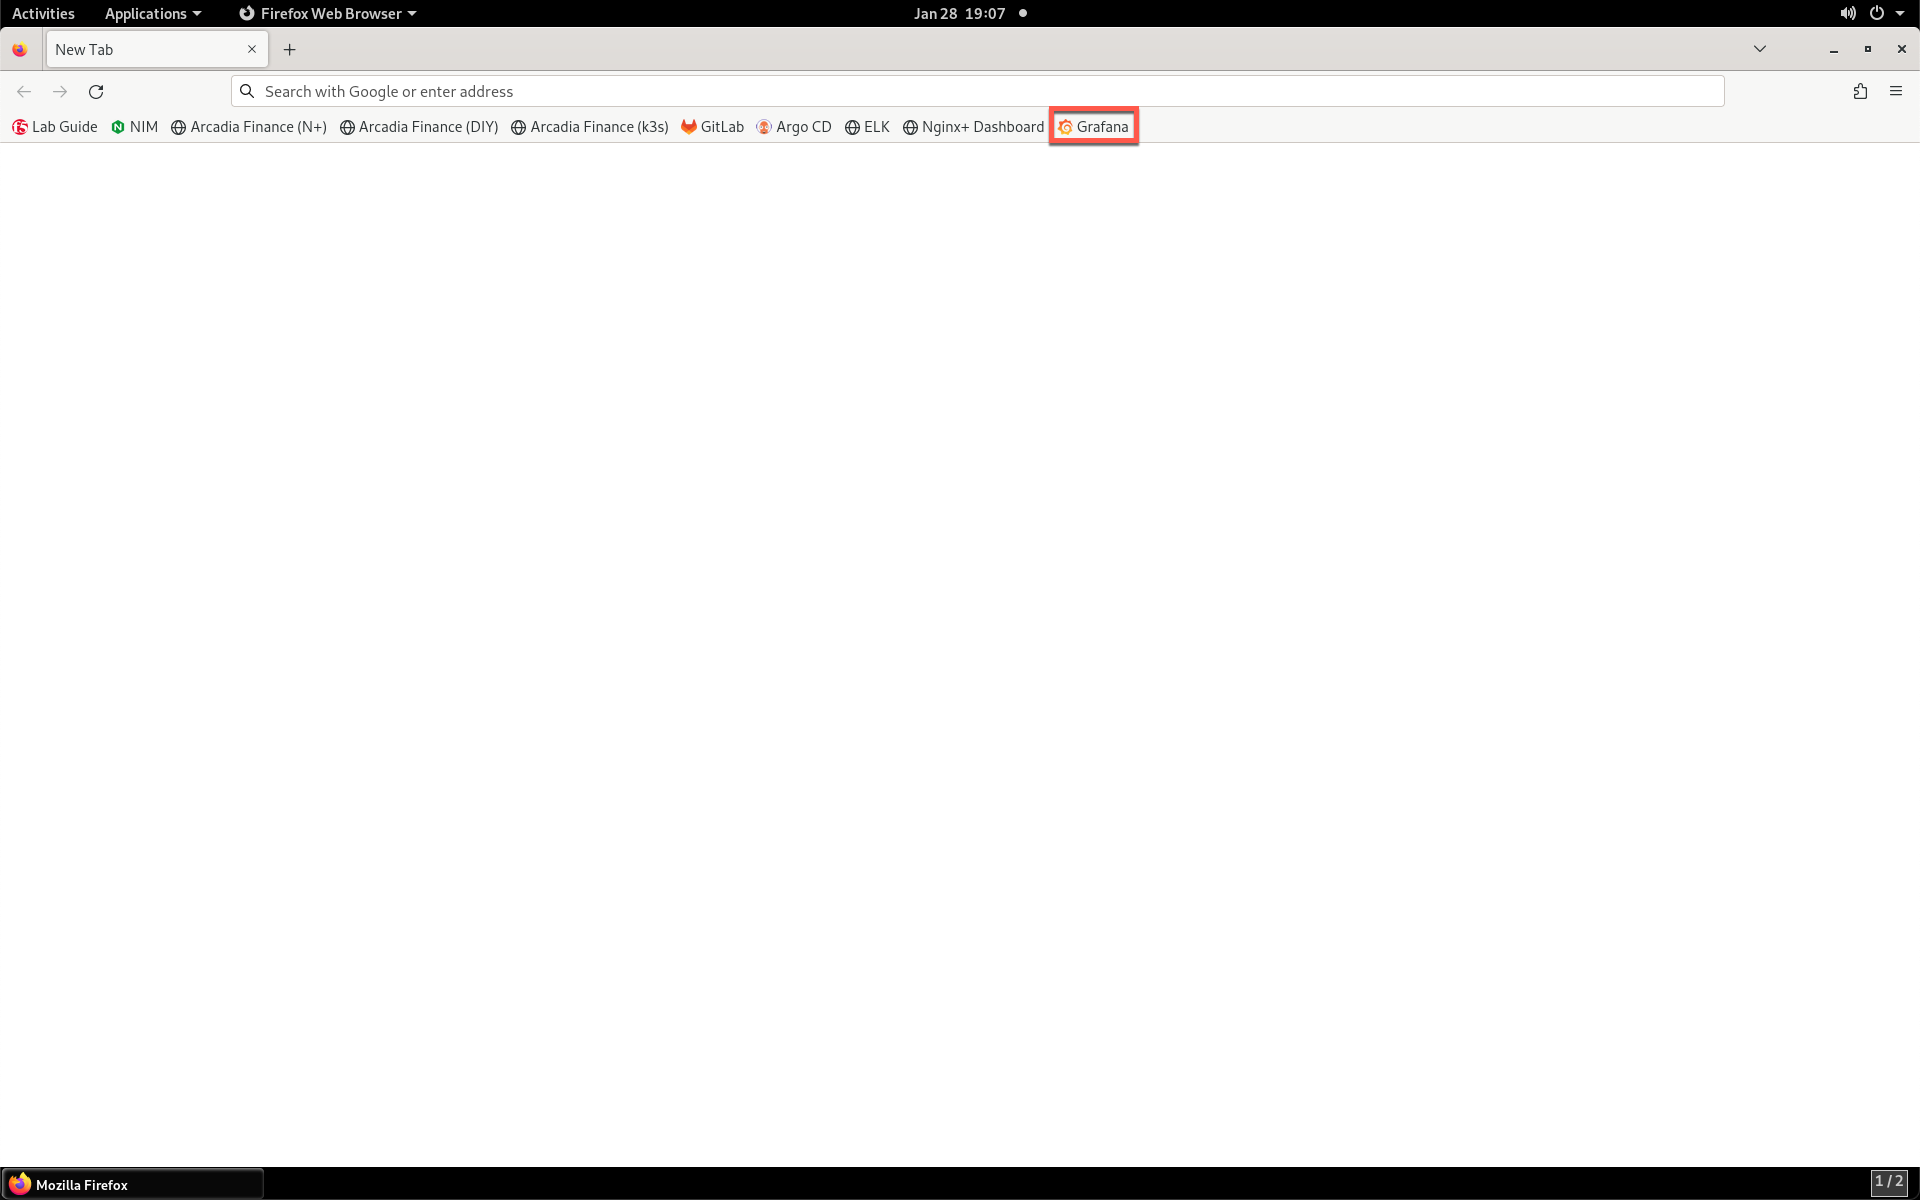 Activities Applications Firefox Web Browser Jan 28 19:07
New Tab
Search with Google or enter address
Lab Guide NIM Arcadia Finance (N+) Arcadia Finance (DIY) Arcadia Finance (k3s) GitLab Argo CD ELK Nginx+ Dashboard Grafana
Mozilla Firefox 1 / 2